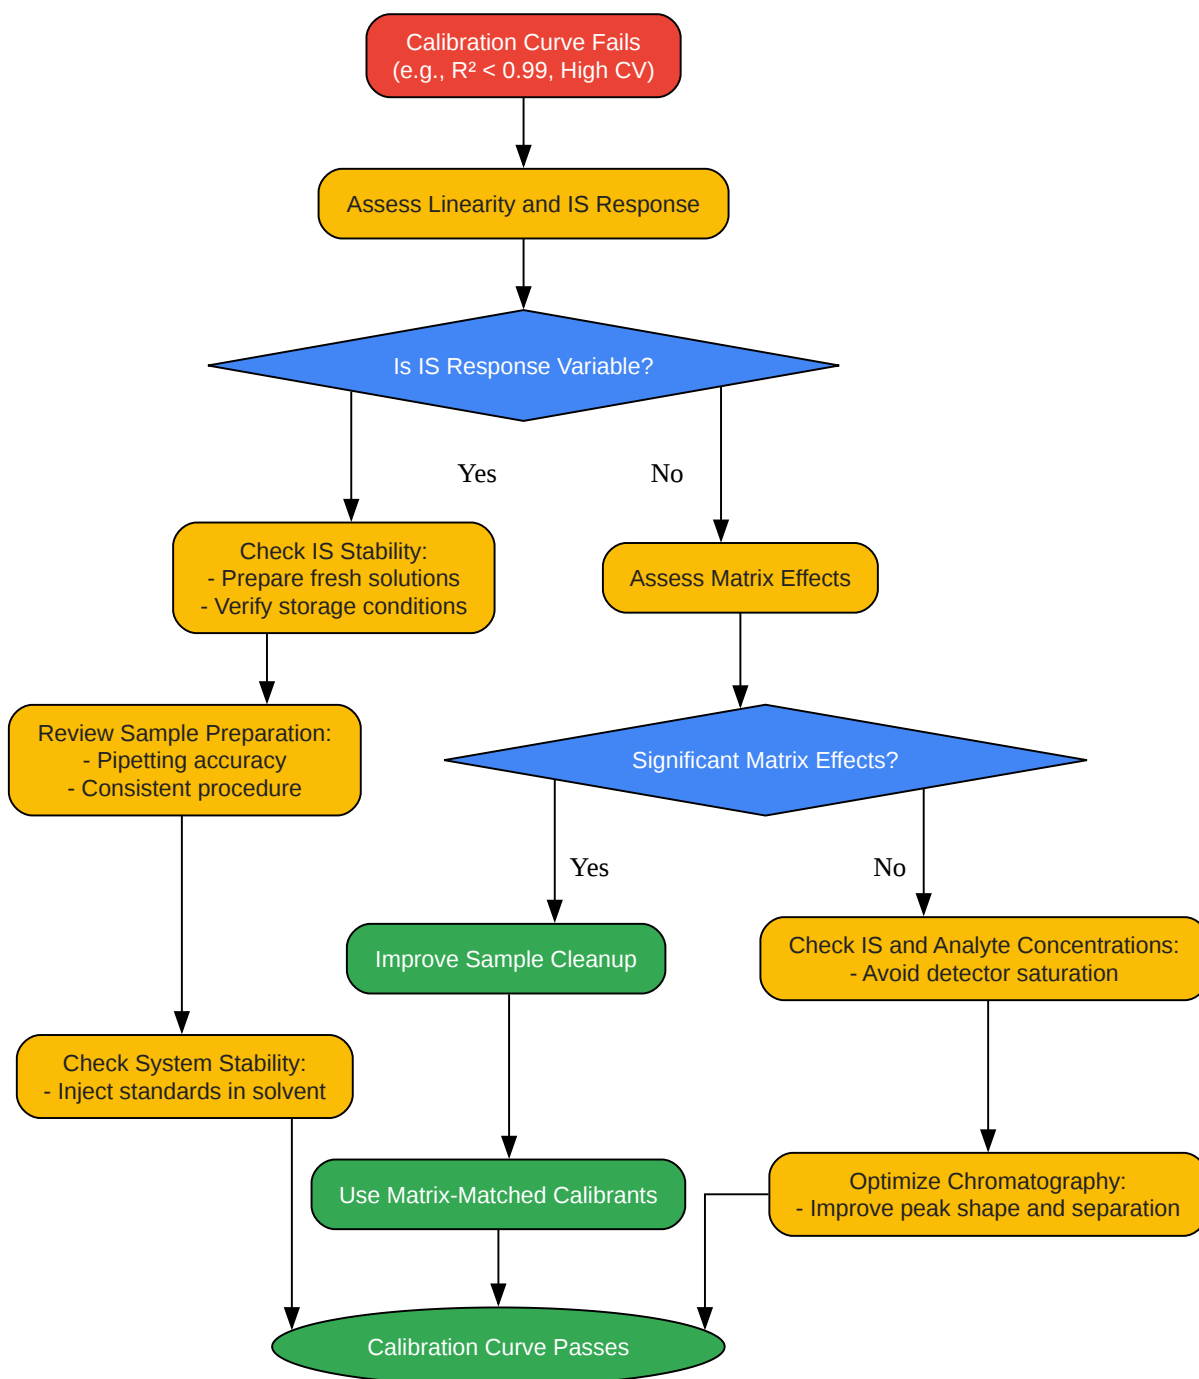 Calibration Curve Fails
(e.g., R² < 0.99, High CV)
Assess Linearity and IS Response
Is IS Response Variable?
Yes
No
Check IS Stability:
- Prepare fresh solutions
- Verify storage conditions
Assess Matrix Effects
Review Sample Preparation:
- Pipetting accuracy
- Consistent procedure
Significant Matrix Effects?
Yes
No
Improve Sample Cleanup
Check IS and Analyte Concentrations:
- Avoid detector saturation
Check System Stability:
- Inject standards in solvent
Use Matrix-Matched Calibrants
Optimize Chromatography:
- Improve peak shape and separation
Calibration Curve Passes